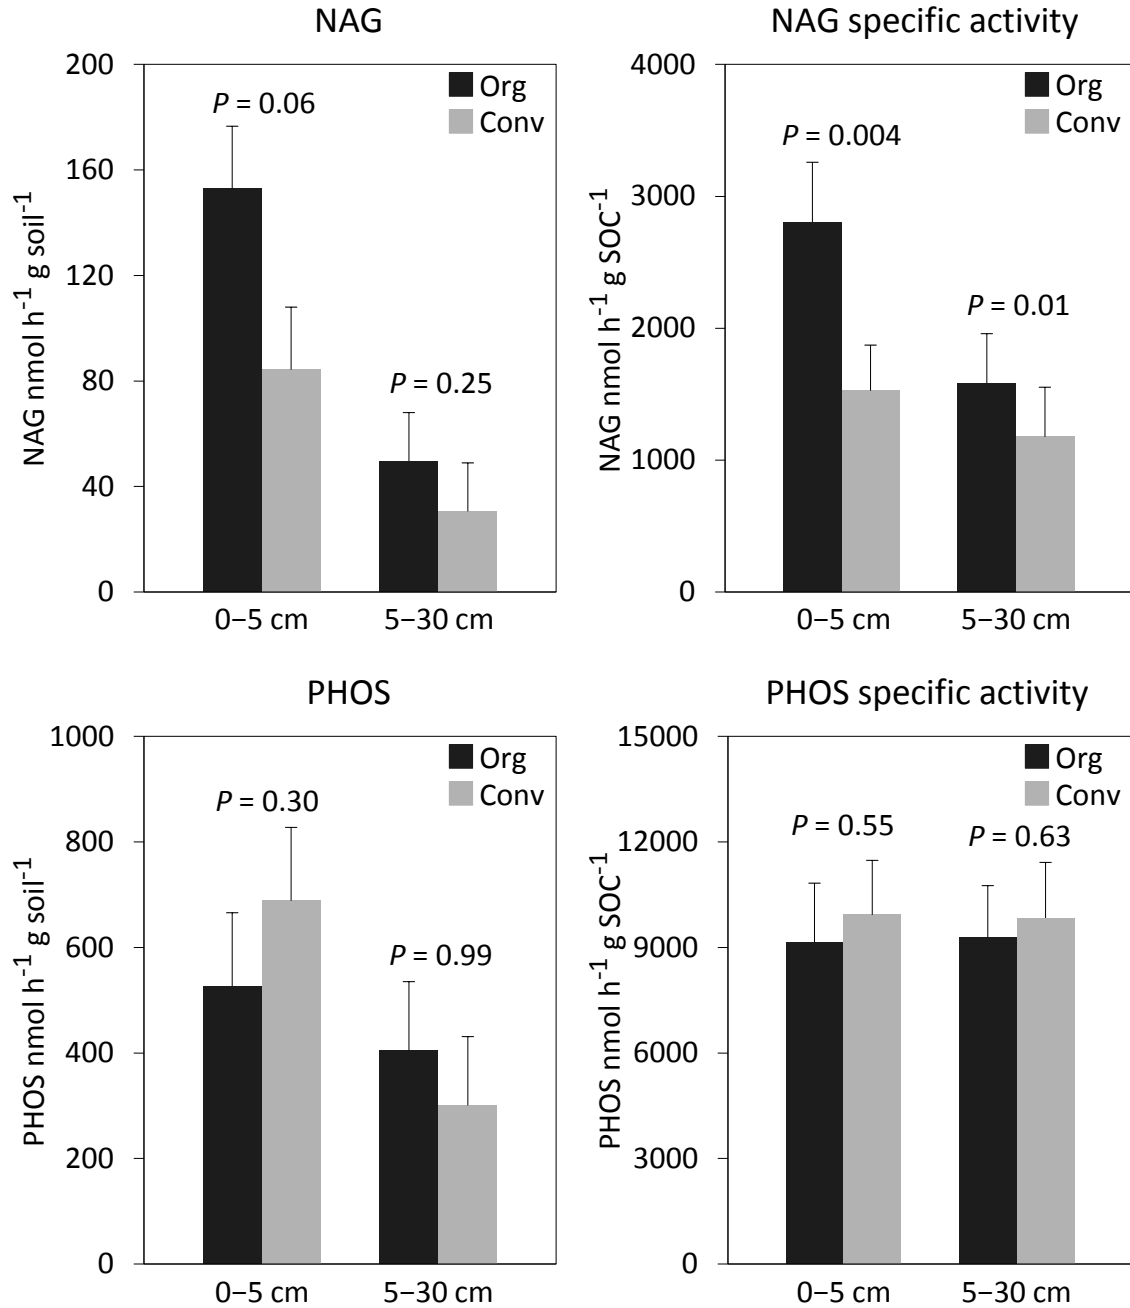 NAG
NAG nmol h⁻¹ g soil⁻¹
200
160
120
80
40
0
Org
Conv
P = 0.06
P = 0.25
0–5 cm
5–30 cm
NAG specific activity
NAG nmol h⁻¹ g SOC⁻¹
4000
3000
2000
1000
0
Org
Conv
P = 0.004
P = 0.01
0–5 cm
5–30 cm
PHOS
PHOS nmol h⁻¹ g soil⁻¹
1000
800
600
400
200
0
Org
Conv
P = 0.30
P = 0.99
0–5 cm
5–30 cm
PHOS specific activity
PHOS nmol h⁻¹ g SOC⁻¹
15000
12000
9000
6000
3000
0
Org
Conv
P = 0.55
P = 0.63
0–5 cm
5–30 cm